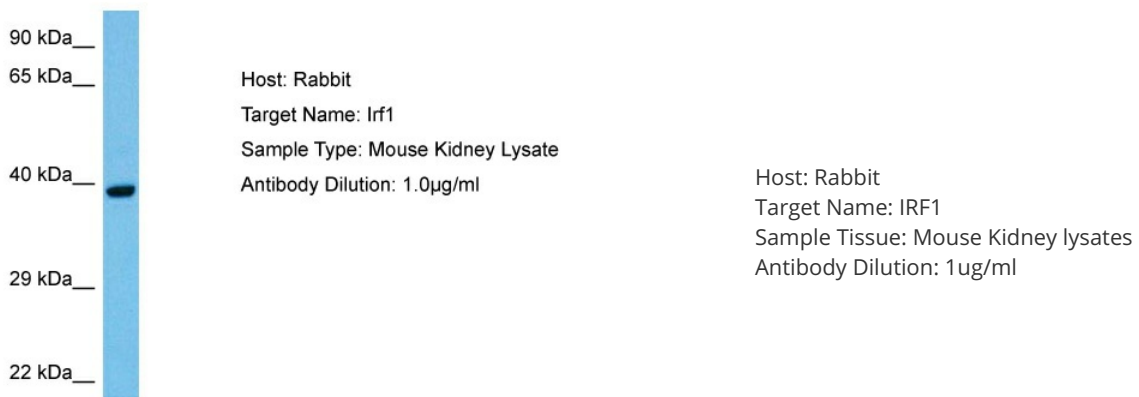 90 kDa__
65 kDa__
40 kDa__
29 kDa__
22 kDa__
Host: Rabbit
Target Name: Irf1
Sample Type: Mouse Kidney Lysate
Antibody Dilution: 1.0µg/ml
Host: Rabbit
Target Name: IRF1
Sample Tissue: Mouse Kidney lysates
Antibody Dilution: 1ug/ml